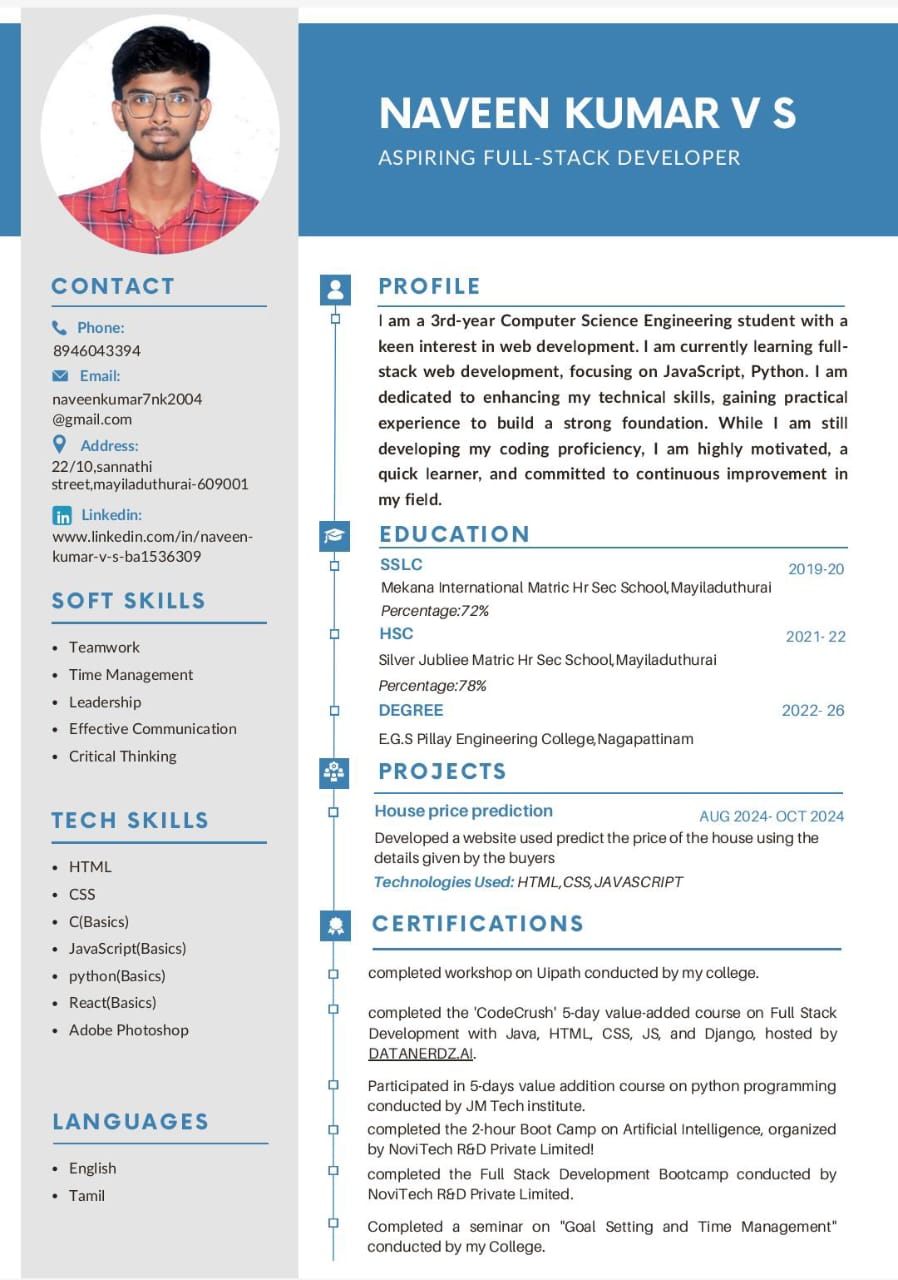 NAVEEN KUMAR V S
ASPIRING FULL-STACK DEVELOPER
CONTACT
Phone:
8946043394
Email:
naveenkumar7nk2004
@gmail.com
Address:
22/10,sannathi
street,mayiladuthurai-609001
in Linkedin:
www.linkedin.com/in/naveen-
kumar-v-s-ba1536309
SOFT SKILLS
• Teamwork
• Time Management
• Leadership
• Effective Communication
• Critical Thinking
TECH SKILLS
• HTML
• CSS
• C(Basics)
• JavaScript(Basics)
• python(Basics)
• React(Basics)
• Adobe Photoshop
LANGUAGES
• English
• Tamil
PROFILE
I am a 3rd-year Computer Science Engineering student with a
keen interest in web development. I am currently learning full-
stack web development, focusing on JavaScript, Python. I am
dedicated to enhancing my technical skills, gaining practical
experience to build a strong foundation. While I am still
developing my coding proficiency, I am highly motivated, a
quick learner, and committed to continuous improvement in
my field.
EDUCATION
SSLC 2019-20
Mekana International Matric Hr Sec School,Mayiladuthurai
Percentage:72%
HSC 2021- 22
Silver Jubliee Matric Hr Sec School,Mayiladuthurai
Percentage:78%
DEGREE 2022- 26
E.G.S Pillay Engineering College,Nagapattinam
PROJECTS
House price prediction AUG 2024- OCT 2024
Developed a website used predict the price of the house using the
details given by the buyers
Technologies Used: HTML,CSS,JAVASCRIPT
CERTIFICATIONS
completed workshop on Uipath conducted by my college.
completed the 'CodeCrush' 5-day value-added course on Full Stack
Development with Java, HTML, CSS, JS, and Django, hosted by
DATANERDZ.AI.
Participated in 5-days value addition course on python programming
conducted by JM Tech institute.
completed the 2-hour Boot Camp on Artificial Intelligence, organized
by NoviTech R&D Private Limited!
completed the Full Stack Development Bootcamp conducted by
NoviTech R&D Private Limited.
Completed a seminar on "Goal Setting and Time Management"
conducted by my College.